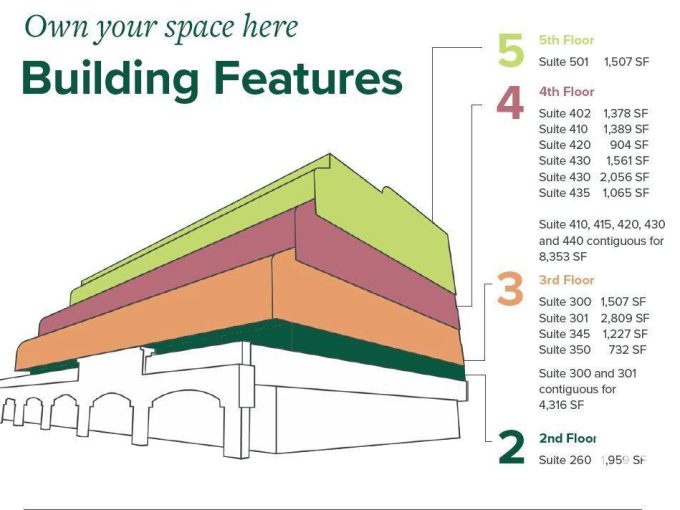 Own your space here
Building Features
5
5th Floor
Suite 501 1,507 SF
4
4th Floor
Suite 402 1,378 SF
Suite 410 1,389 SF
Suite 420 904 SF
Suite 430 1,561 SF
Suite 430 2,056 SF
Suite 435 1,065 SF
Suite 410, 415, 420, 430
and 440 contiguous for
8,353 SF
3
3rd Floor
Suite 300 1,507 SF
Suite 301 2,809 SF
Suite 345 1,227 SF
Suite 350 732 SF
Suite 300 and 301
contiguous for
4,316 SF
2
2nd Floor
Suite 260 1,959 SF